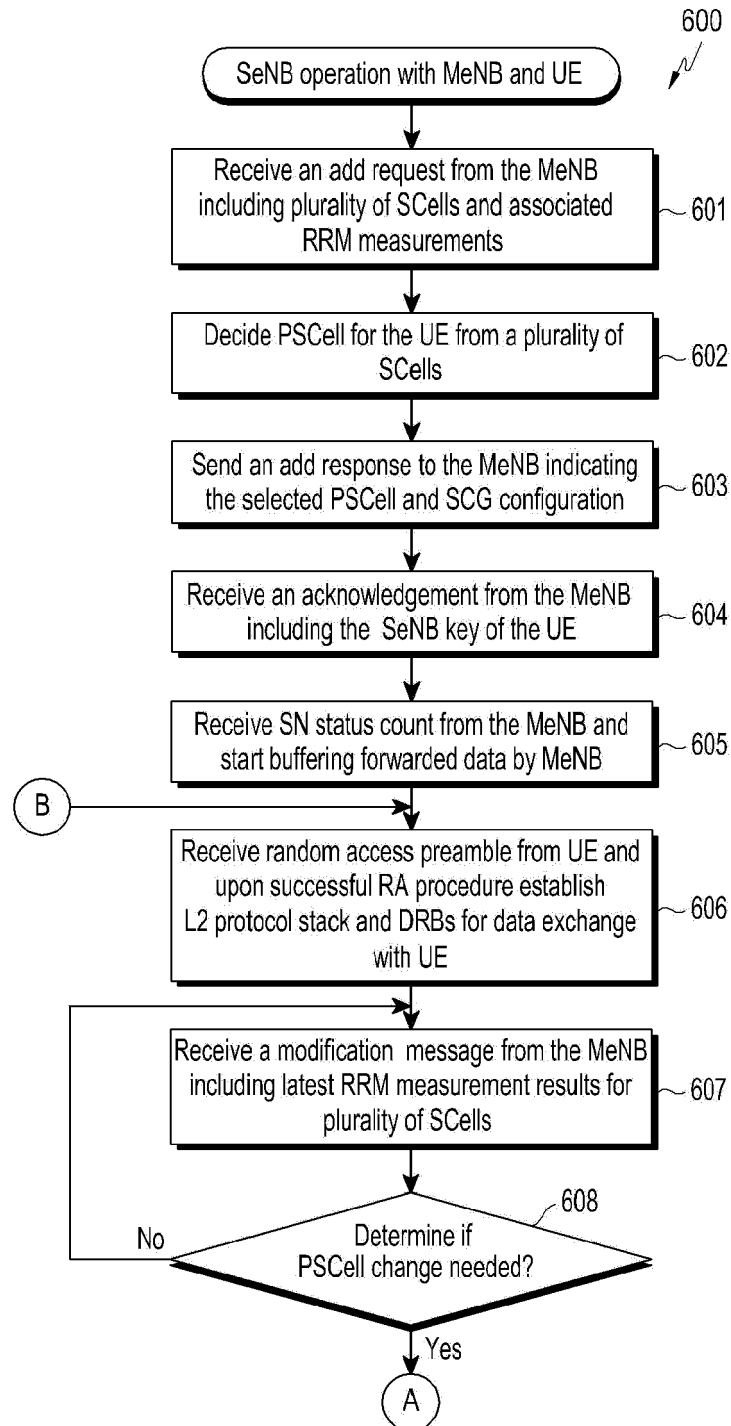 600
SeNB operation with MeNB and UE
Receive an add request from the MeNB
including plurality of SCells and associated
RRM measurements
601
Decide PSCell for the UE from a plurality of
SCells
602
Send an add response to the MeNB indicating
the selected PSCell and SCG configuration
603
Receive an acknowledgement from the MeNB
including the SeNB key of the UE
604
Receive SN status count from the MeNB and
start buffering forwarded data by MeNB
605
B
Receive random access preamble from UE and
upon successful RA procedure establish
L2 protocol stack and DRBs for data exchange
with UE
606
Receive a modification message from the MeNB
including latest RRM measurement results for
plurality of SCells
607
608
No
Determine if
PSCell change needed?
Yes
A